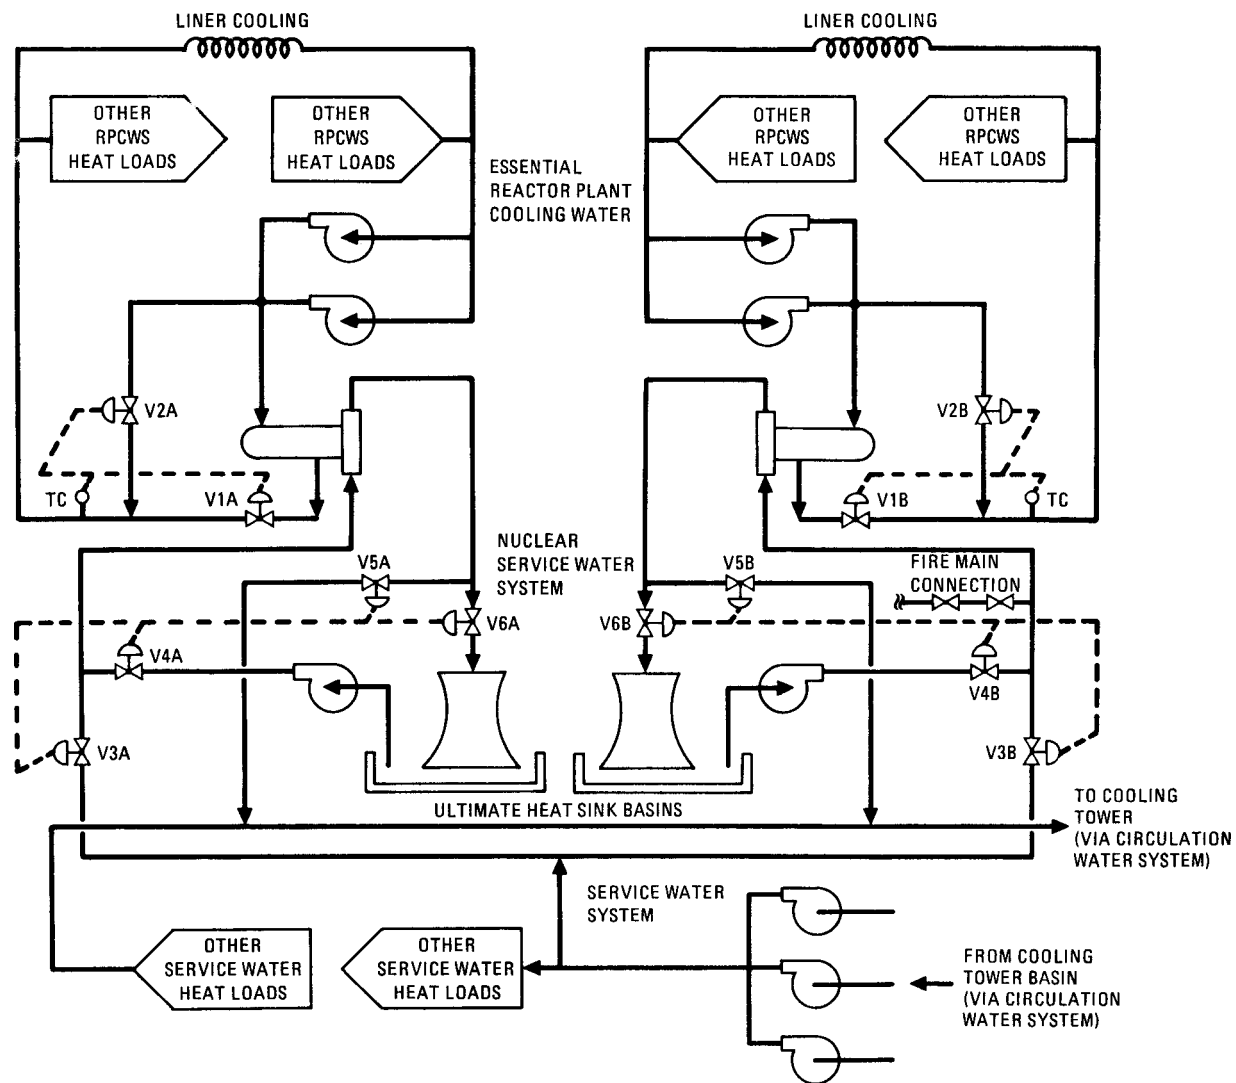 LINER COOLING
LINER COOLING
OTHER
RPCWS
HEAT LOADS
OTHER
RPCWS
HEAT LOADS
OTHER
RPCWS
HEAT LOADS
OTHER
RPCWS
HEAT LOADS
ESSENTIAL
REACTOR PLANT
COOLING WATER
V2A
V2B
TC
V1A
V1B
TC
NUCLEAR
SERVICE WATER
SYSTEM
V5A
V5B
FIRE MAIN
CONNECTION
V6A
V6B
V4A
V4B
V3A
V3B
ULTIMATE HEAT SINK BASINS
TO COOLING
TOWER
(VIA CIRCULATION
WATER SYSTEM)
SERVICE WATER
SYSTEM
OTHER
SERVICE WATER
HEAT LOADS
OTHER
SERVICE WATER
HEAT LOADS
FROM COOLING
TOWER BASIN
(VIA CIRCULATION
WATER SYSTEM)